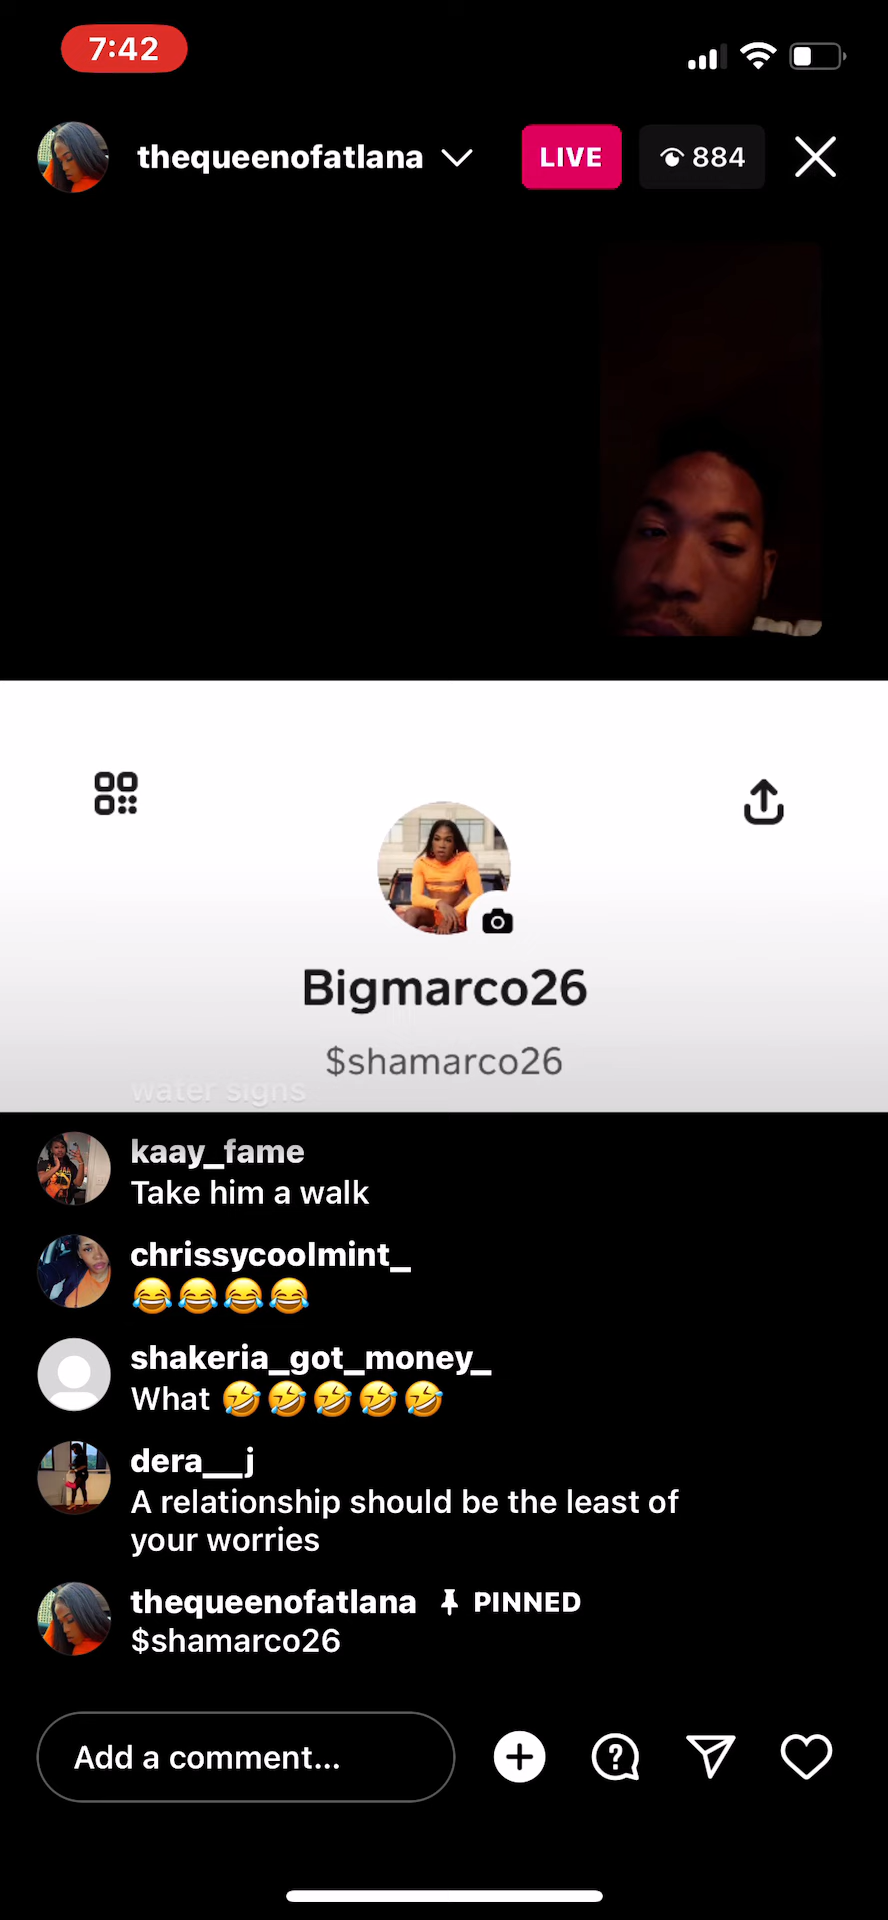 7:42
thequeenofatlana
LIVE
884
Bigmarco26
$shamarco26
water signs
kaay_fame
Take him a walk
chrissycoolmint_
😂😂😂😂
shakeria_got_money_
What 🤣🤣🤣🤣🤣
dera__j
A relationship should be the least of
your worries
thequeenofatlana PINNED
$shamarco26
Add a comment...